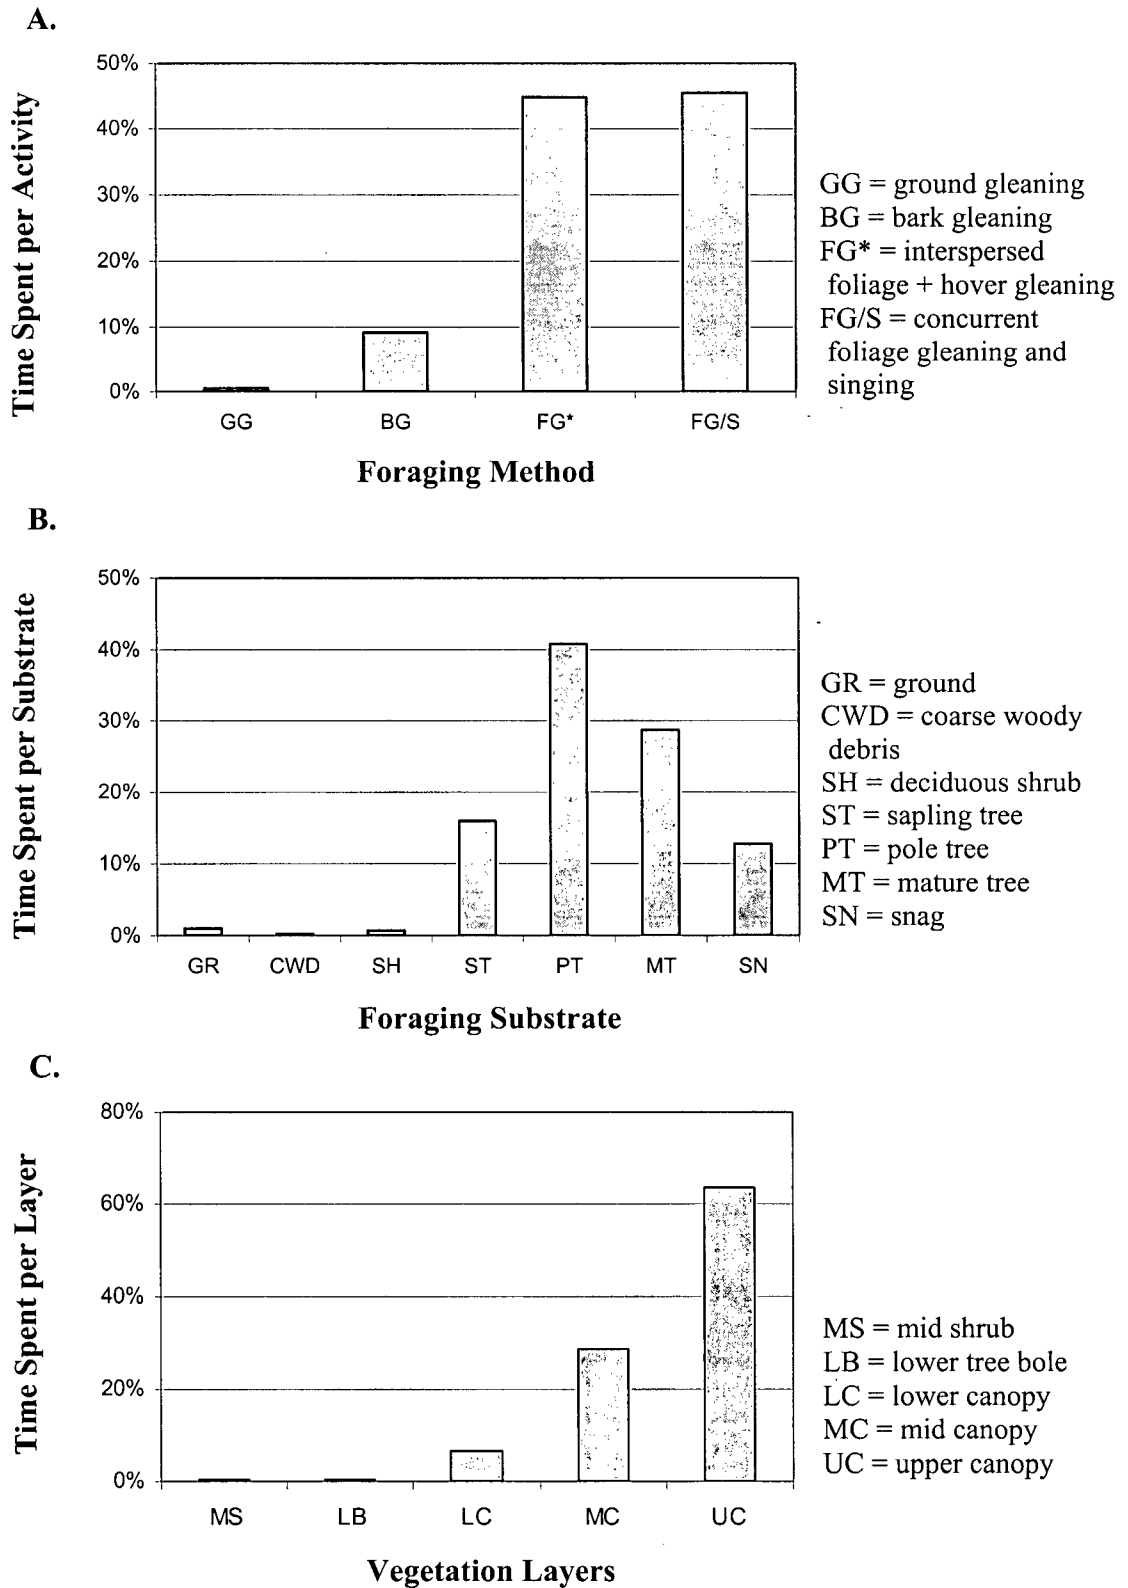 A.
Time Spent per Activity
50%
40%
30%
20%
10%
0%
GG BG FG* FG/S
Foraging Method
GG = ground gleaning
BG = bark gleaning
FG* = interspersed
foliage + hover gleaning
FG/S = concurrent
foliage gleaning and
singing
B.
Time Spent per Substrate
50%
40%
30%
20%
10%
0%
GR CWD SH ST PT MT SN
Foraging Substrate
GR = ground
CWD = coarse woody
debris
SH = deciduous shrub
ST = sapling tree
PT = pole tree
MT = mature tree
SN = snag
C.
Time Spent per Layer
80%
60%
40%
20%
0%
MS LB LC MC UC
Vegetation Layers
MS = mid shrub
LB = lower tree bole
LC = lower canopy
MC = mid canopy
UC = upper canopy